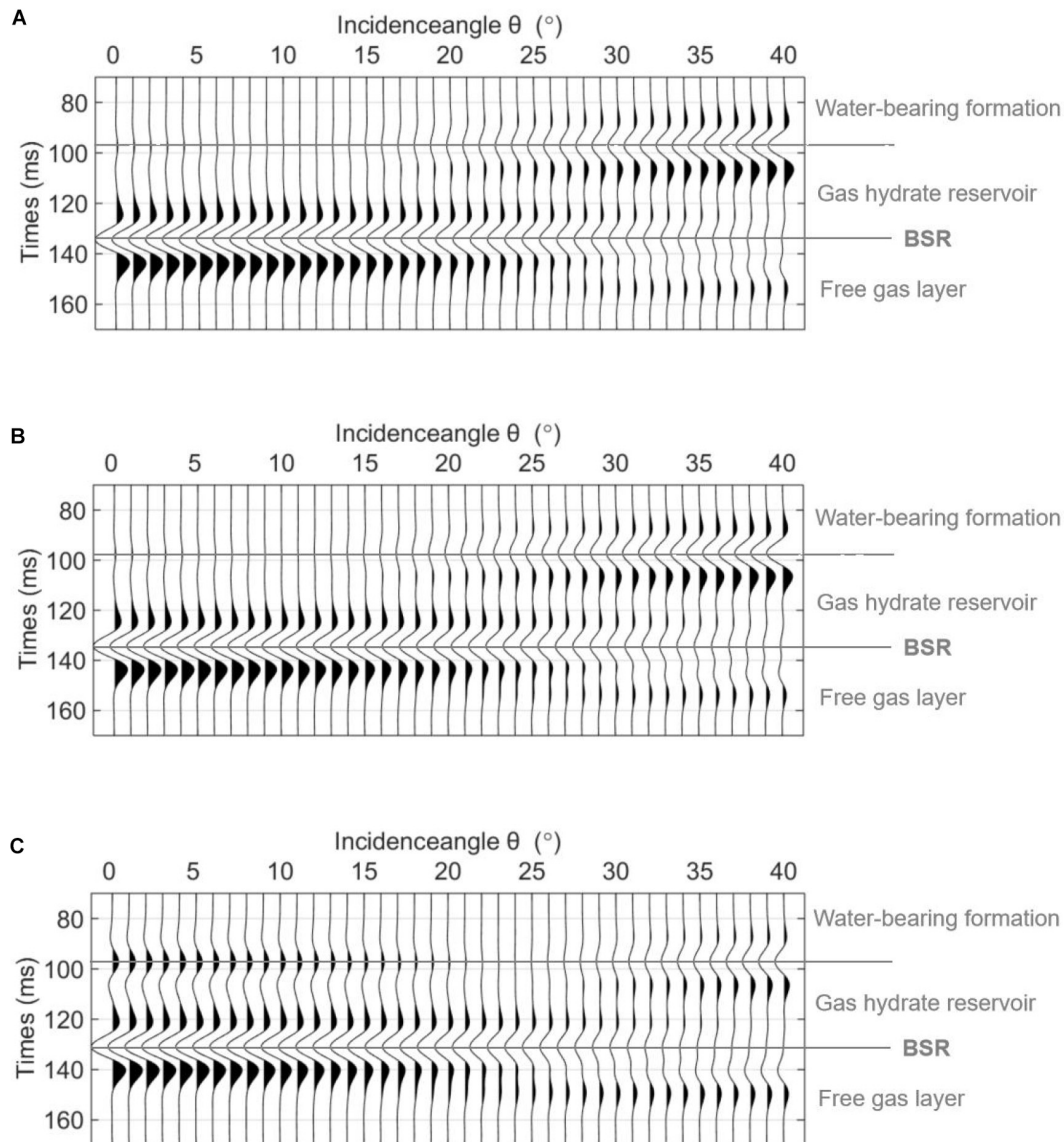 A
Incidenceangle θ (°)
0 5 10 15 20 25 30 35 40
80
100
120
140
160
Times (ms)
Water-bearing formation
Gas hydrate reservoir
BSR
Free gas layer
B
Incidenceangle θ (°)
0 5 10 15 20 25 30 35 40
80
100
120
140
160
Times (ms)
Water-bearing formation
Gas hydrate reservoir
BSR
Free gas layer
C
Incidenceangle θ (°)
0 5 10 15 20 25 30 35 40
80
100
120
140
160
Times (ms)
Water-bearing formation
Gas hydrate reservoir
BSR
Free gas layer